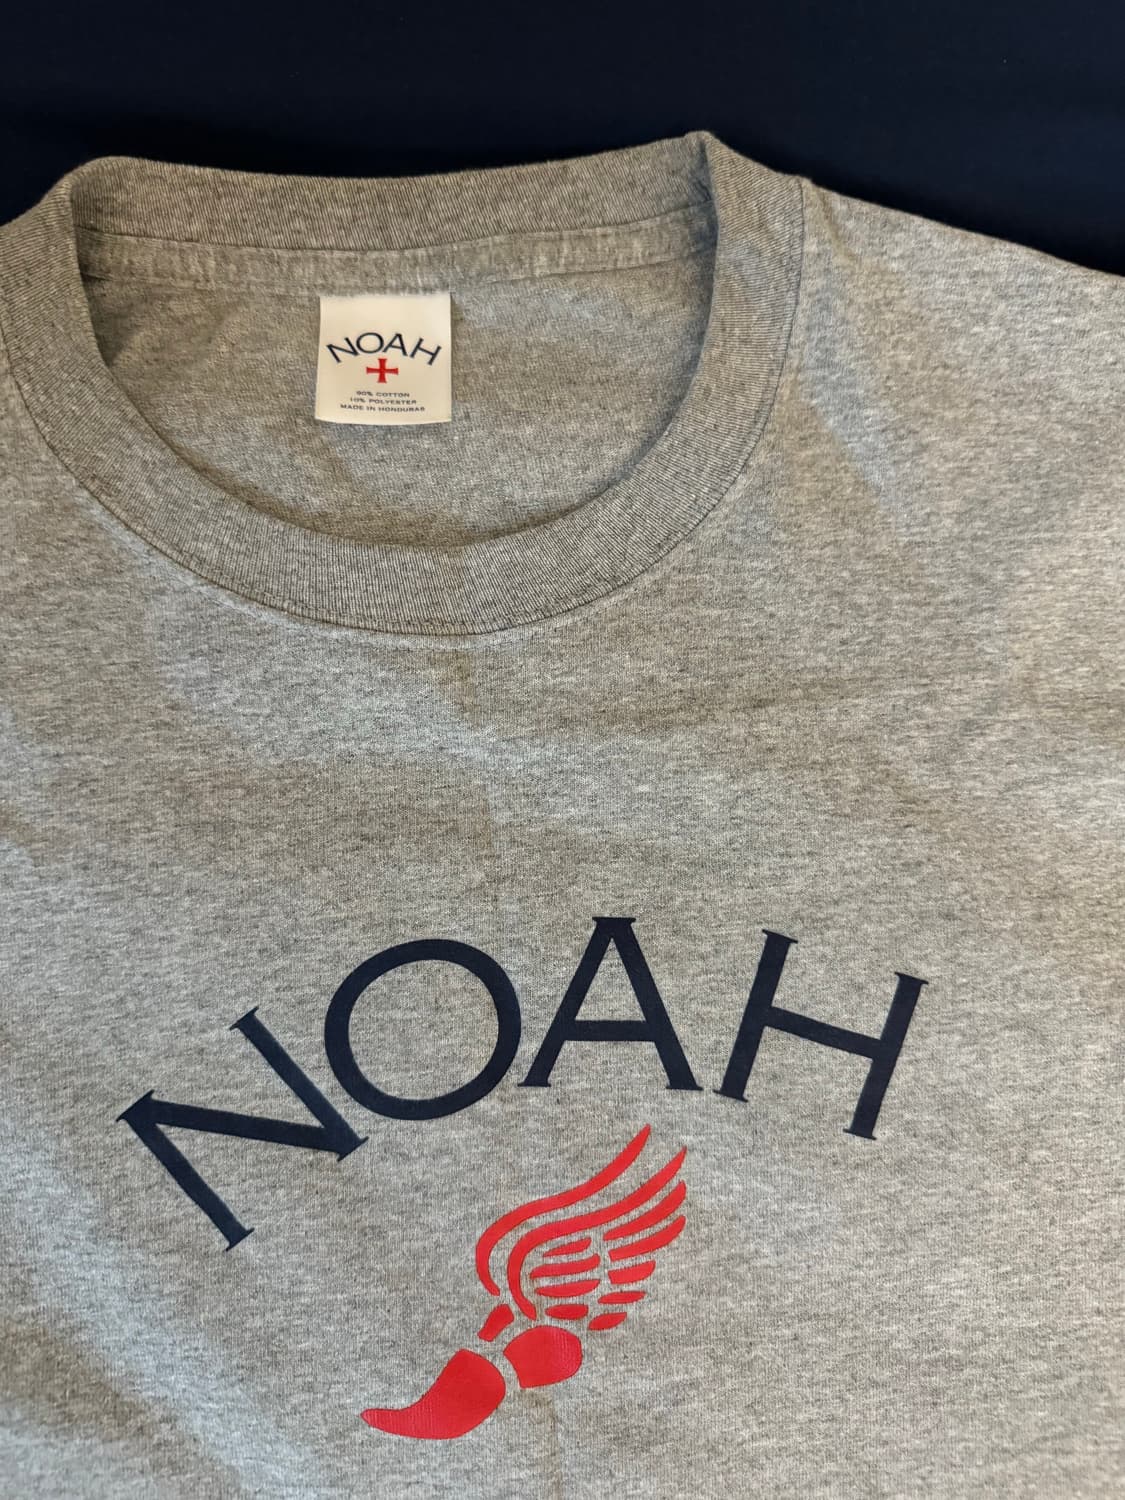 NOAH
90% COTTON
10% POLYESTER
MADE IN HONDURAS
NOAH